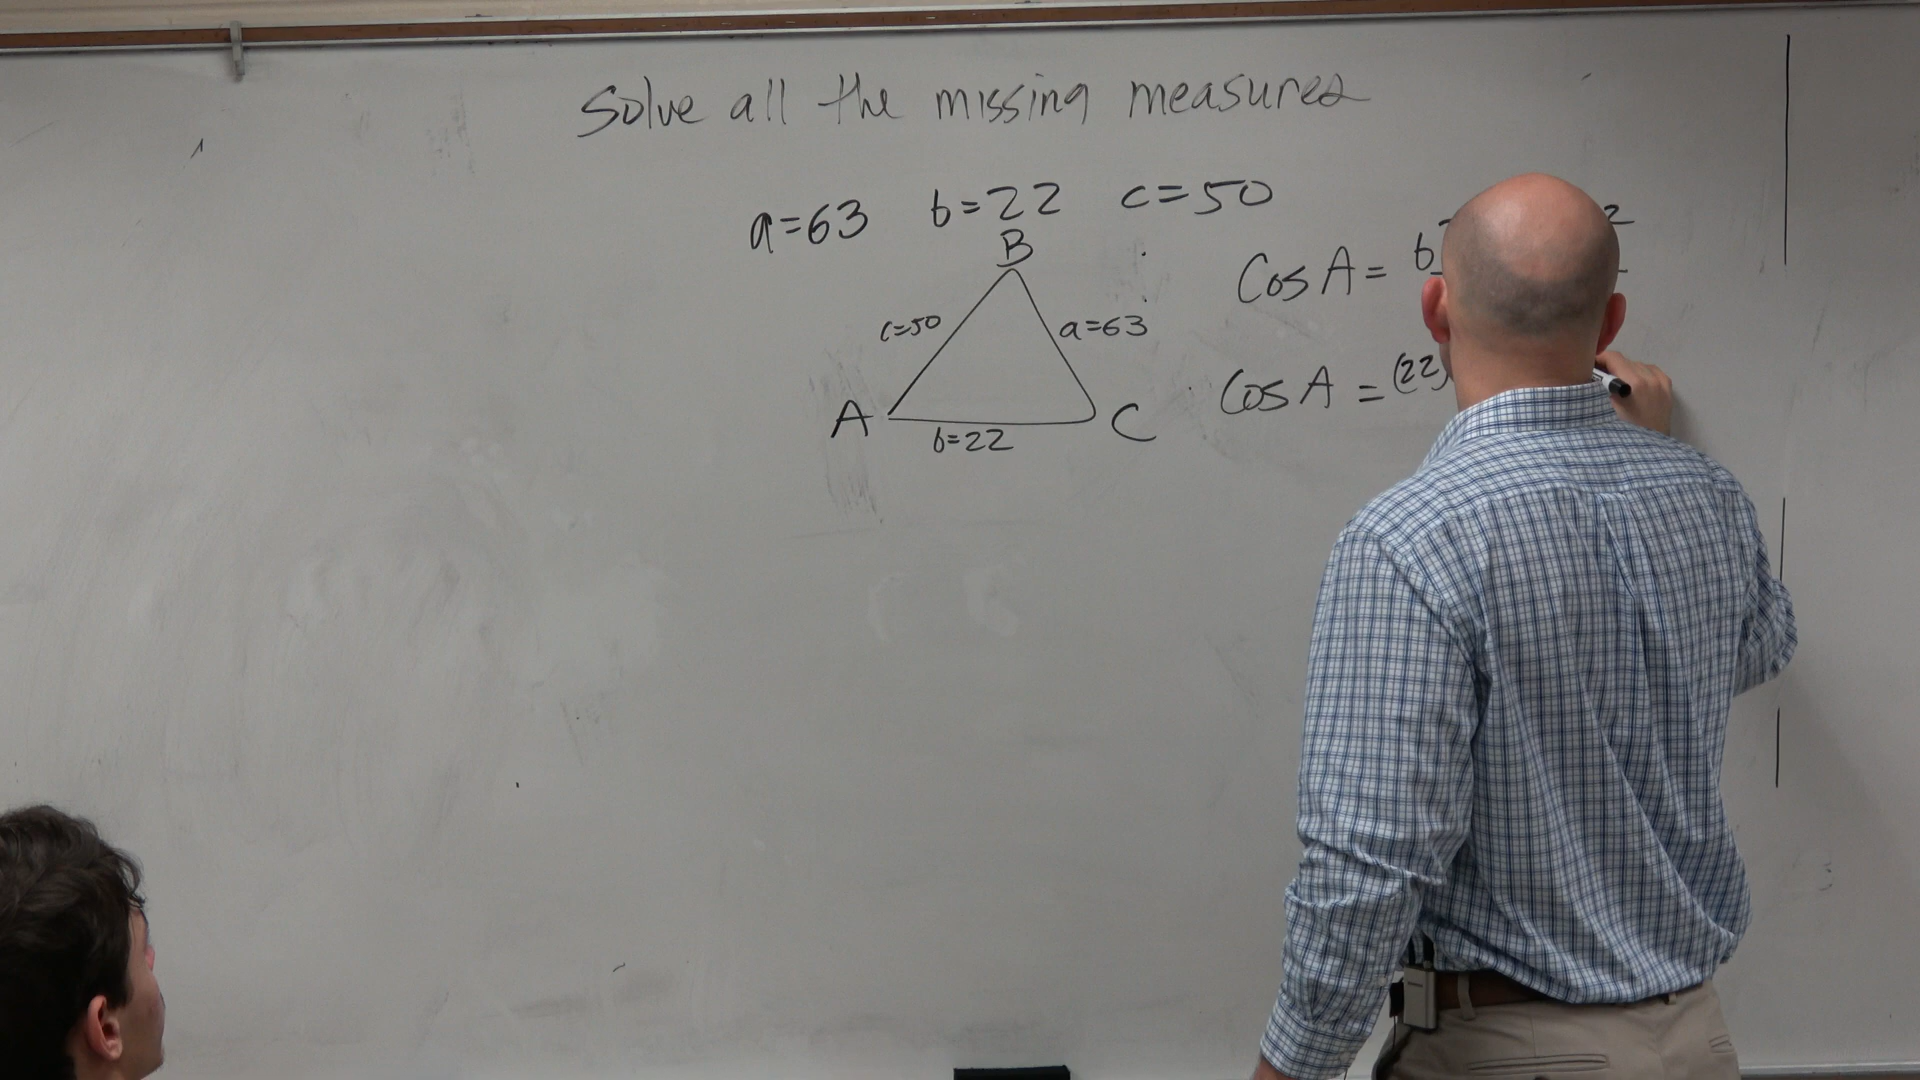 Solve all the missing measures
a=63 b=22 c=50
B
Cos A = b
c=50
a=63
Cos A = (22)
A
C
b=22